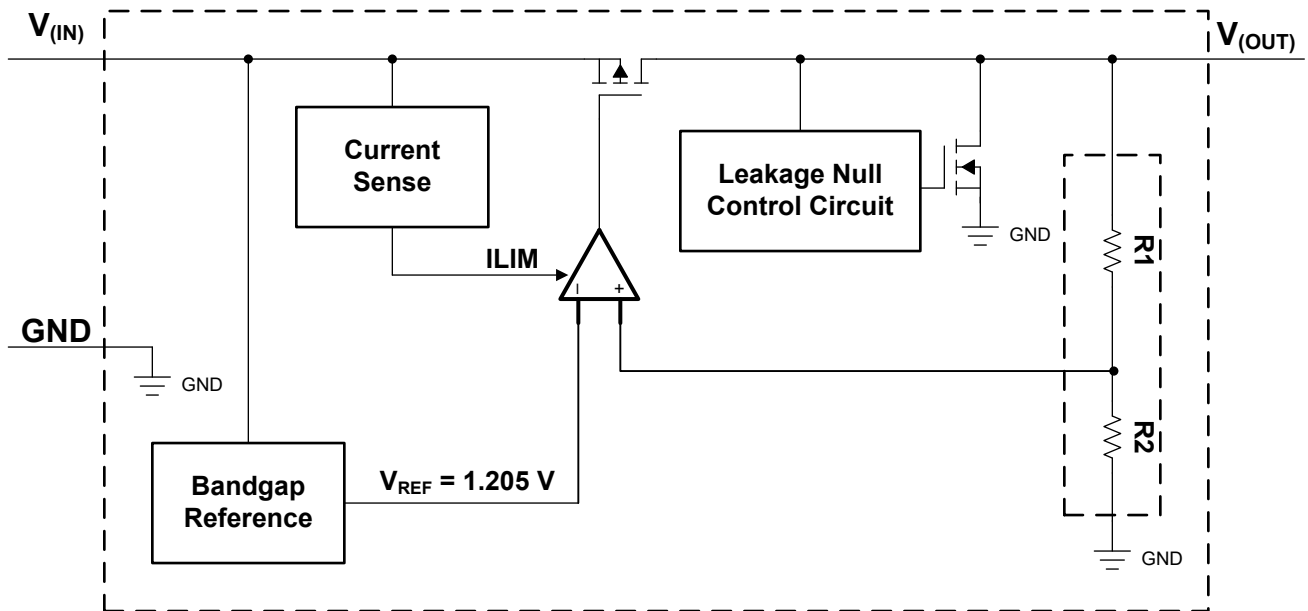 V(IN)
V(OUT)
Current
Sense
Leakage Null
Control Circuit
GND
R1
ILIM
I +
GND
GND
R2
Bandgap
Reference
VREF = 1.205 V
GND